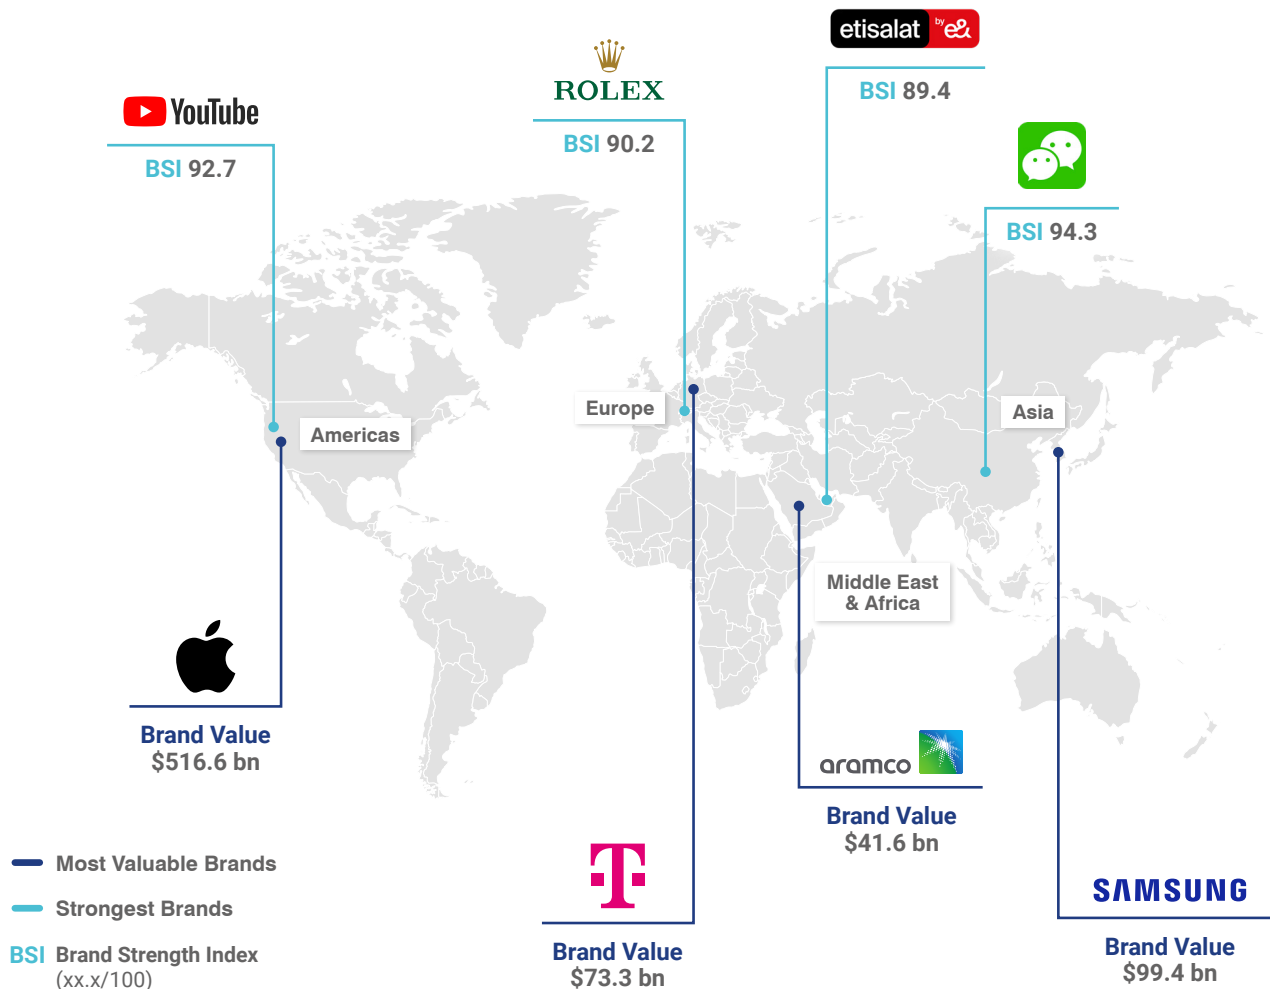 etisalat by e&
BSI 89.4
ROLEX
BSI 90.2
YouTube
BSI 92.7
BSI 94.3
Europe
Asia
Americas
Middle East
& Africa
Brand Value
$516.6 bn
aramco
Brand Value
$41.6 bn
T
Brand Value
$73.3 bn
SAMSUNG
Brand Value
$99.4 bn
Most Valuable Brands
Strongest Brands
BSI Brand Strength Index
(xx.x/100)